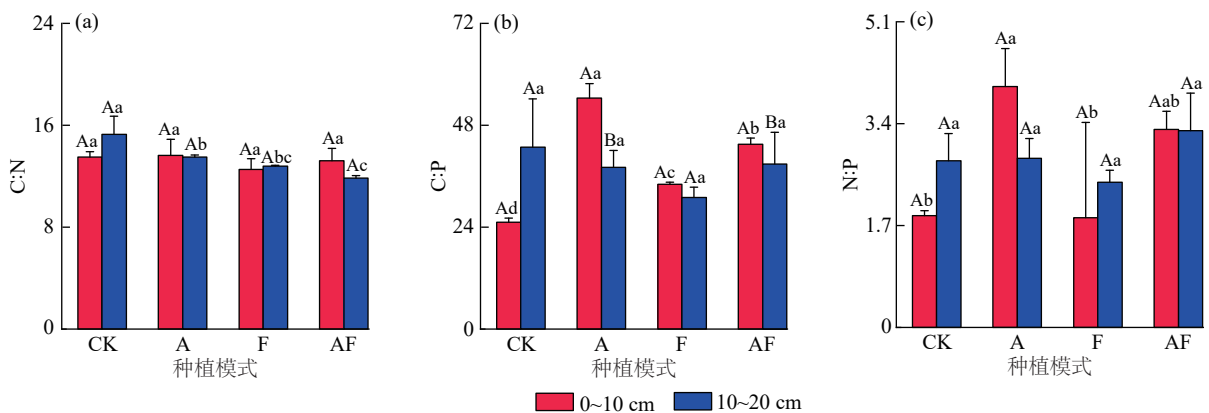 (a)
24
16
8
0
C:N
Aa
Aa
Aa
Ab
Aa
Abc
Aa
Ac
CK
A
F
AF
种植模式
(b)
72
48
24
0
C:P
Ad
Aa
Aa
Ba
Ac
Aa
Ab
Ba
CK
A
F
AF
种植模式
(c)
5.1
3.4
1.7
0
N:P
Ab
Aa
Aa
Aa
Ab
Aa
Aab
Aa
CK
A
F
AF
种植模式
0~10 cm
10~20 cm